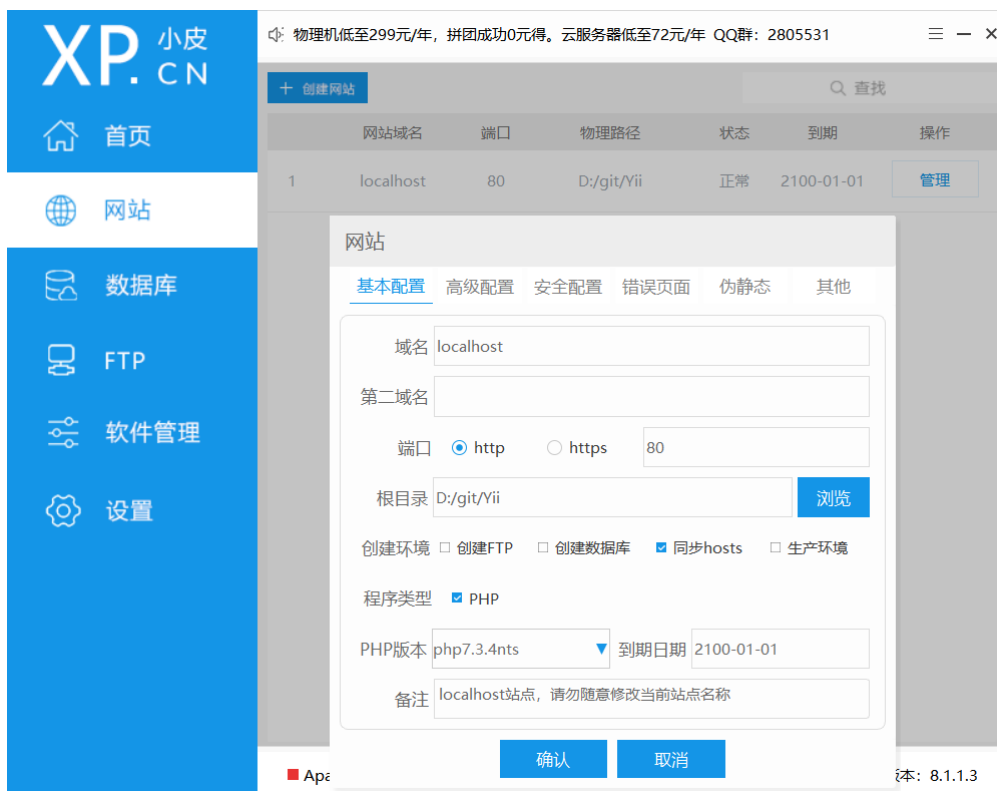 XP.CN 小皮
首页
网站
数据库
FTP
软件管理
设置
物理机低至299元/年，拼团成功0元得。云服务器低至72元/年 QQ群：2805531
创建网站 查找
网站域名 端口 物理路径 状态 到期 操作
1 localhost 80 D:/git/Yii 正常 2100-01-01 管理
网站
基本配置 高级配置 安全配置 错误页面 伪静态 其他
域名 localhost
第二域名
端口 http https 80
根目录 D:/git/Yii 浏览
创建环境 创建FTP 创建数据库 同步hosts 生产环境
程序类型 PHP
PHP版本 php7.3.4nts 到期日期 2100-01-01
备注 localhost站点，请勿随意修改当前站点名称
确认 取消
Apa 版本：8.1.1.3